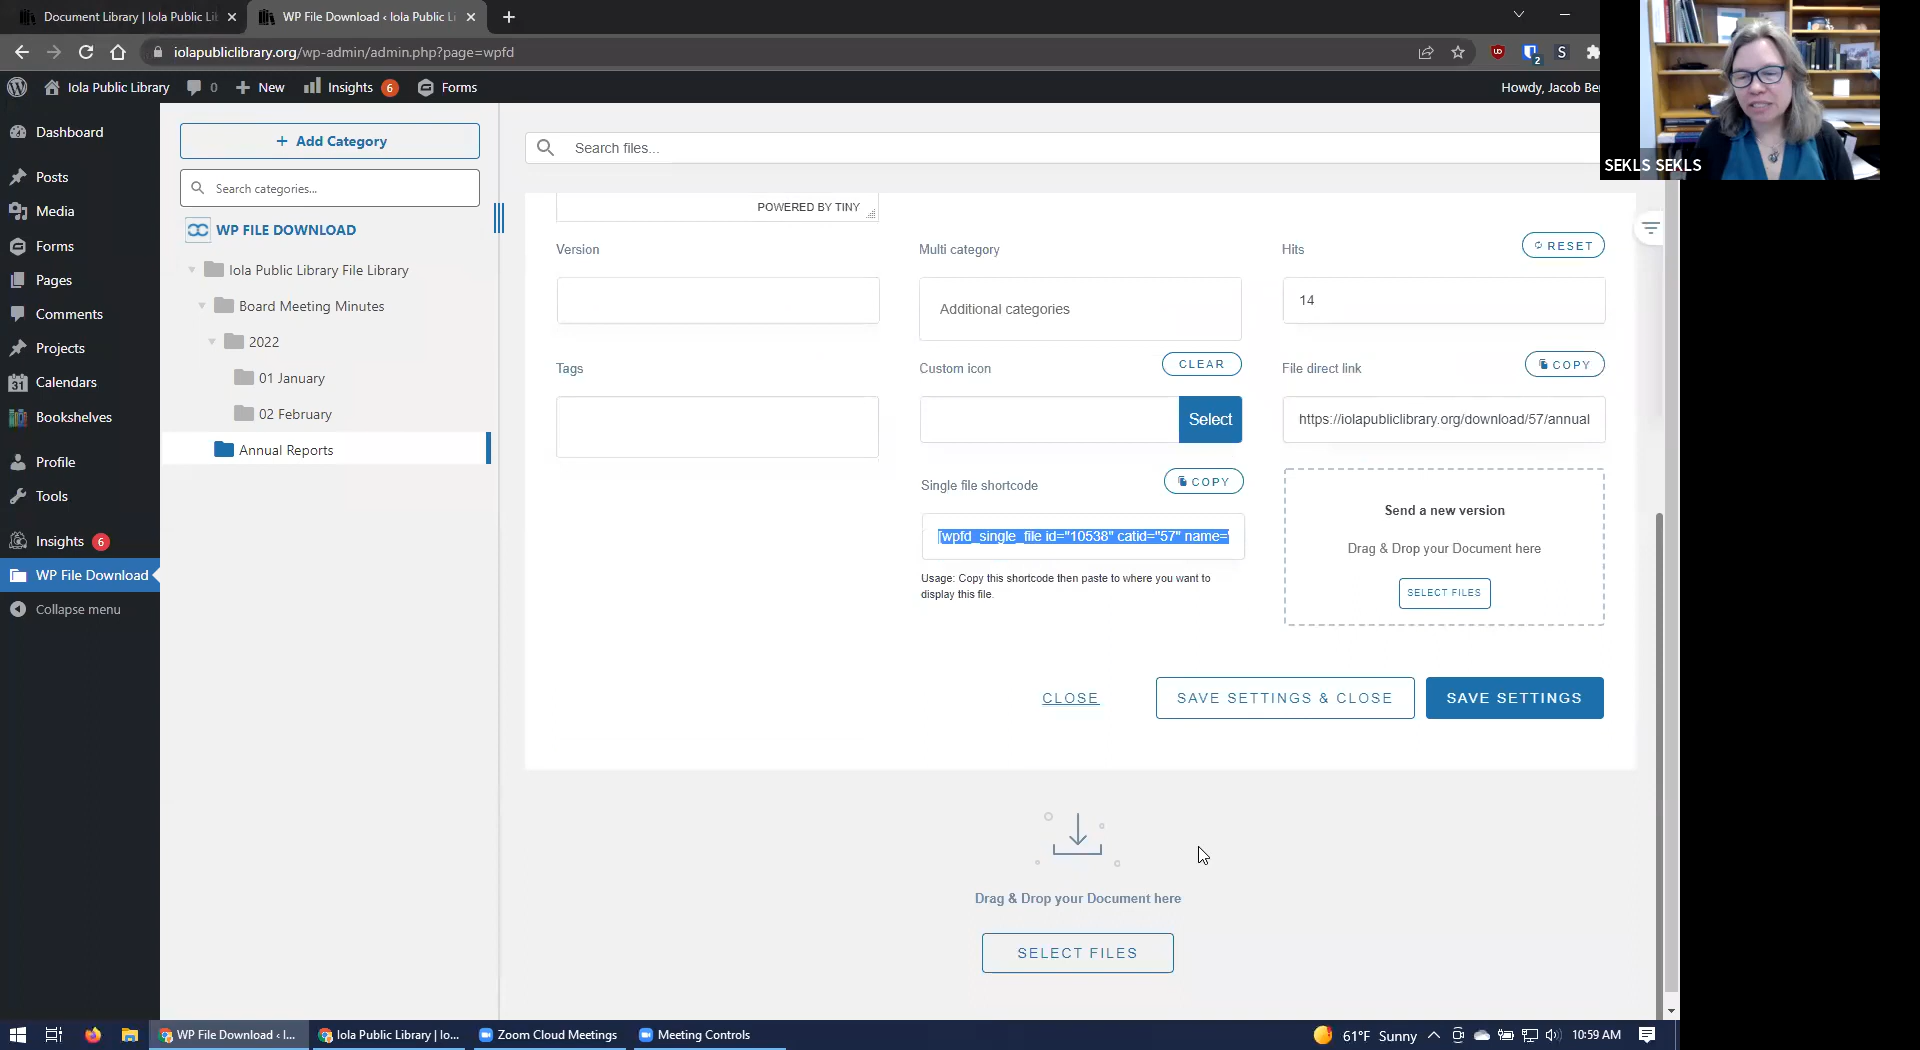 Document Library | Iola Public Li
WP File Download ‹ Iola Public Li
iolapubliclibrary.org/wp-admin/admin.php?page=wpfd
2
S
Iola Public Library
0
New
Insights 6
Forms
Howdy, Jacob Be
SEKLS SEKLS
Dashboard
Posts
Media
Forms
Pages
Comments
Projects
31 Calendars
Bookshelves
Profile
Tools
Insights 6
WP File Download
Collapse menu
+ Add Category
Search categories...
WP FILE DOWNLOAD
Iola Public Library File Library
Board Meeting Minutes
2022
01 January
02 February
Annual Reports
Search files...
POWERED BY TINY
Version
Multi category
Hits
RESET
Additional categories
14
Tags
Custom icon
CLEAR
File direct link
COPY
Select
https://iolapubliclibrary.org/download/57/annual
Single file shortcode
COPY
[wpfd_single_file id="10538" catid="57" name="
Usage: Copy this shortcode then paste to where you want to
display this file.
Send a new version
Drag & Drop your Document here
SELECT FILES
CLOSE
SAVE SETTINGS & CLOSE
SAVE SETTINGS
Drag & Drop your Document here
SELECT FILES
WP File Download ‹ I...
Iola Public Library | Io...
Zoom Cloud Meetings
Meeting Controls
61°F Sunny
10:59 AM